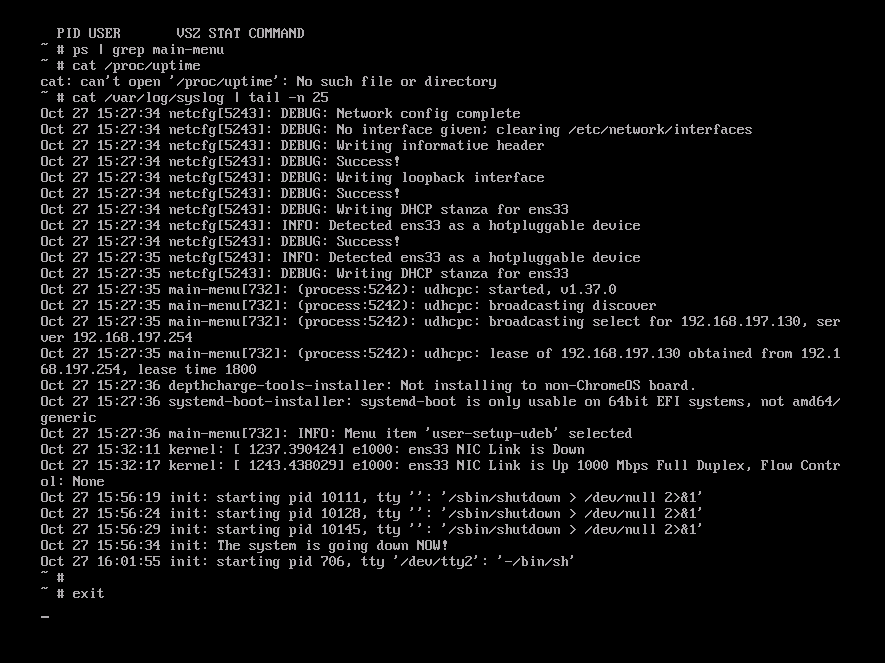 PID USER       VSZ STAT COMMAND
~ # ps | grep main-menu
~ # cat /proc/uptime
cat: can't open '/proc/uptime': No such file or directory
~ # cat /var/log/syslog | tail -n 25
Oct 27 15:27:34 netcfg[5243]: DEBUG: Network config complete
Oct 27 15:27:34 netcfg[5243]: DEBUG: No interface given; clearing /etc/network/interfaces
Oct 27 15:27:34 netcfg[5243]: DEBUG: Writing informative header
Oct 27 15:27:34 netcfg[5243]: DEBUG: Success!
Oct 27 15:27:34 netcfg[5243]: DEBUG: Writing loopback interface
Oct 27 15:27:34 netcfg[5243]: DEBUG: Success!
Oct 27 15:27:34 netcfg[5243]: DEBUG: Writing DHCP stanza for ens33
Oct 27 15:27:34 netcfg[5243]: INFO: Detected ens33 as a hotpluggable device
Oct 27 15:27:34 netcfg[5243]: DEBUG: Success!
Oct 27 15:27:35 netcfg[5243]: INFO: Detected ens33 as a hotpluggable device
Oct 27 15:27:35 netcfg[5243]: DEBUG: Writing DHCP stanza for ens33
Oct 27 15:27:35 main-menu[732]: (process:5242): udhcpc: started, v1.37.0
Oct 27 15:27:35 main-menu[732]: (process:5242): udhcpc: broadcasting discover
Oct 27 15:27:35 main-menu[732]: (process:5242): udhcpc: broadcasting select for 192.168.197.130, ser
ver 192.168.197.254
Oct 27 15:27:35 main-menu[732]: (process:5242): udhcpc: lease of 192.168.197.130 obtained from 192.1
68.197.254, lease time 1800
Oct 27 15:27:36 depthcharge-tools-installer: Not installing to non-ChromeOS board.
Oct 27 15:27:36 systemd-boot-installer: systemd-boot is only usable on 64bit EFI systems, not amd64/
generic
Oct 27 15:27:36 main-menu[732]: INFO: Menu item 'user-setup-udeb' selected
Oct 27 15:32:11 kernel: [ 1237.390424] e1000: ens33 NIC Link is Down
Oct 27 15:32:17 kernel: [ 1243.438029] e1000: ens33 NIC Link is Up 1000 Mbps Full Duplex, Flow Contr
ol: None
Oct 27 15:56:19 init: starting pid 10111, tty '': '/sbin/shutdown > /dev/null 2>&1'
Oct 27 15:56:24 init: starting pid 10128, tty '': '/sbin/shutdown > /dev/null 2>&1'
Oct 27 15:56:29 init: starting pid 10145, tty '': '/sbin/shutdown > /dev/null 2>&1'
Oct 27 15:56:34 init: The system is going down NOW!
Oct 27 16:01:55 init: starting pid 706, tty '/dev/tty2': '-/bin/sh'
~ #
~ # exit